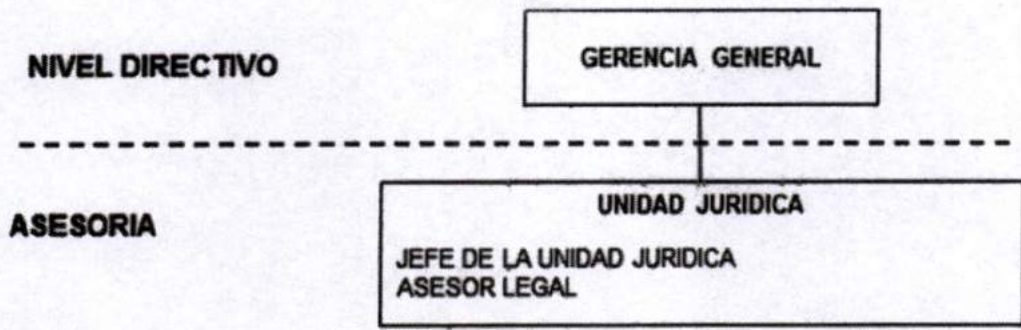 NIVEL DIRECTIVO
GERENCIA GENERAL
ASESORIA
UNIDAD JURIDICA
JEFE DE LA UNIDAD JURIDICA
ASESOR LEGAL